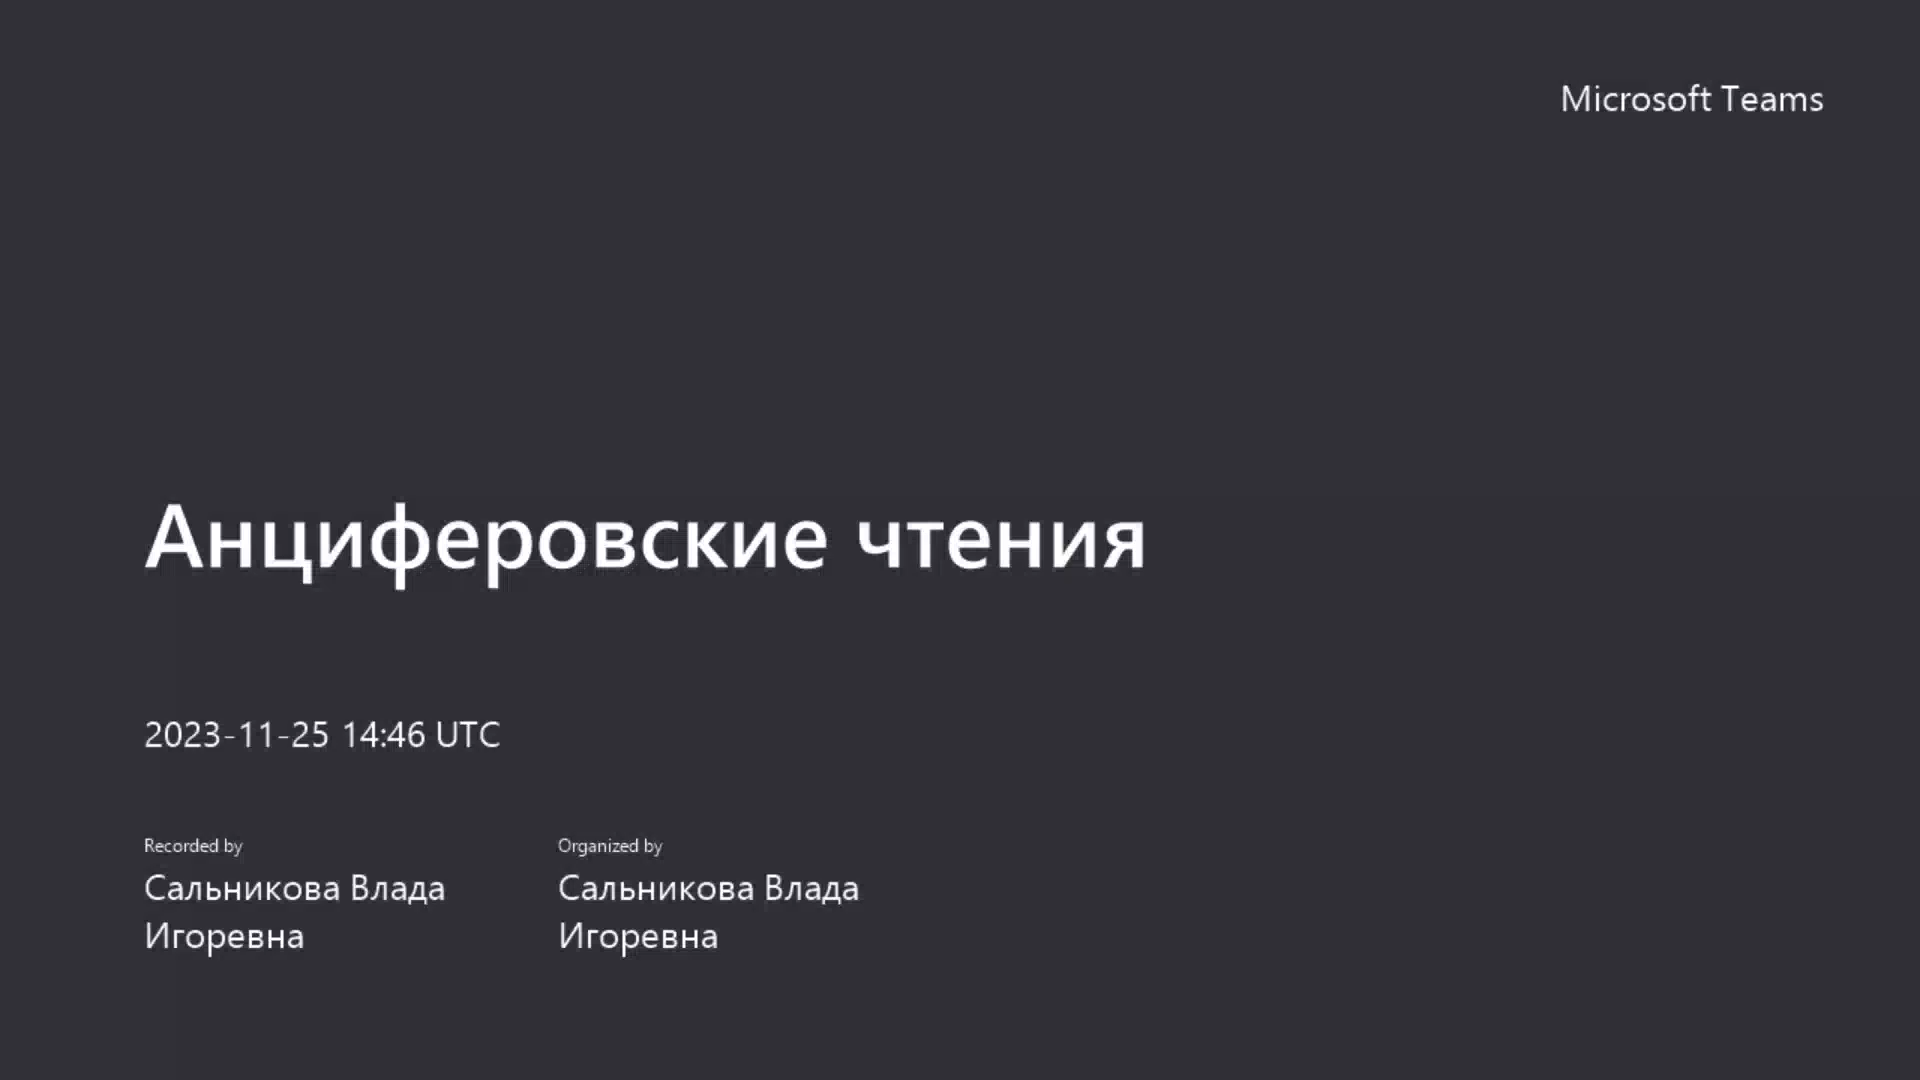 Microsoft Teams
Анциферовские чтения
2023-11-25 14:46 UTC
Recorded by
Сальникова Влада
Игоревна
Organized by
Сальникова Влада
Игоревна